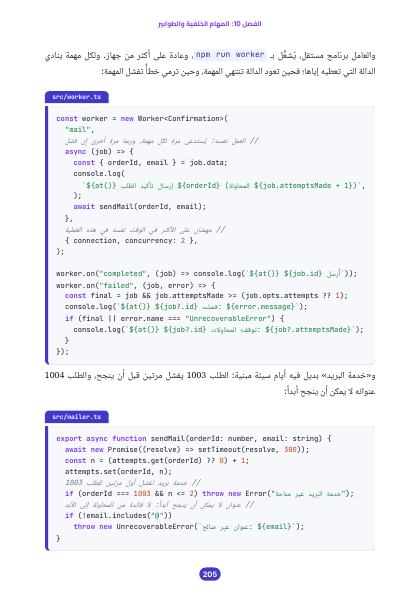 الفصل 10: المهام الخلفية والطوابير
والعامل برنامج مستقل، يُشغَّل بـ npm run worker، وعادة على أكثر من جهاز. ولكل مهمة ينادي
الدالة التي تعطيه إياها؛ فحين تعود الدالة تنتهي المهمة، وحين ترمي خطأً تفشل المهمة:
src/worker.ts
const worker = new Worker<Confirmation>(
"mail",
// العمل نفسه: يُستدعى مرة لكل مهمة، وربما مرة أخرى إن فشل
async (job) => {
const { orderId, email } = job.data;
console.log(
`${at()} إرسال تأكيد الطلب ${orderId} (المحاولة ${job.attemptsMade + 1})`,
);
await sendMail(orderId, email);
},
// مهمتان على الأكثر في الوقت نفسه في هذه العملية
{ connection, concurrency: 2 },
);
worker.on("completed", (job) => console.log(`${at()} ${job.id} أُرسل`));
worker.on("failed", (job, error) => {
const final = job && job.attemptsMade >= (job.opts.attempts ?? 1);
console.log(`${at()} ${job?.id} فشلت: ${error.message}`);
if (final || error.name === "UnrecoverableError") {
console.log(`${at()} ${job?.id} توقفت المحاولات: ${job?.attemptsMade}`);
}
});
و«خدمة البريد» بديل فيه أيام سيئة مبنية: الطلب 1003 يفشل مرتين قبل أن ينجح، والطلب 1004
عنوانه لا يمكن أن ينجح أبداً:
src/mailer.ts
export async function sendMail(orderId: number, email: string) {
await new Promise((resolve) => setTimeout(resolve, 300));
const n = (attempts.get(orderId) ?? 0) + 1;
attempts.set(orderId, n);
// خدمة بريد تفشل أول مرتين للطلب 1003
if (orderId === 1003 && n <= 2) throw new Error("خدمة البريد غير متاحة");
// عنوان لا يمكن أن ينجح أبداً: لا فائدة من المحاولة إلى الأبد
if (!email.includes("@"))
throw new UnrecoverableError(`عنوان غير صالح: ${email}`);
}
205